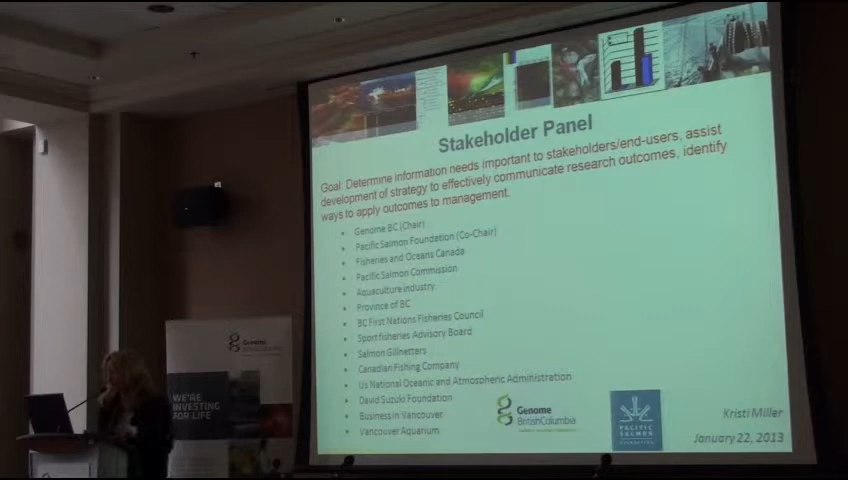 Stakeholder Panel
Goal: Determine information needs important to stakeholders/end-users, assist
development of strategy to effectively communicate research outcomes, identify
ways to apply outcomes to management.
• Genome BC (Chair)
• Pacific Salmon Foundation (Co-Chair)
• Fisheries and Oceans Canada
• Pacific Salmon Commission
• Aquaculture industry
• Province of BC
• BC First Nations Fisheries Council
• Sport fisheries Advisory Board
• Salmon Gillnetters
• Canadian Fishing Company
• Us National Oceanic and Atmospheric Administration
• David Suzuki Foundation
• Business in Vancouver
• Vancouver Aquarium
Genome
BritishColumbia
PACIFIC
SALMON
FOUNDATION
Kristi Miller
January 22, 2013
Genome
WE'RE
INVESTING
FOR LIFE